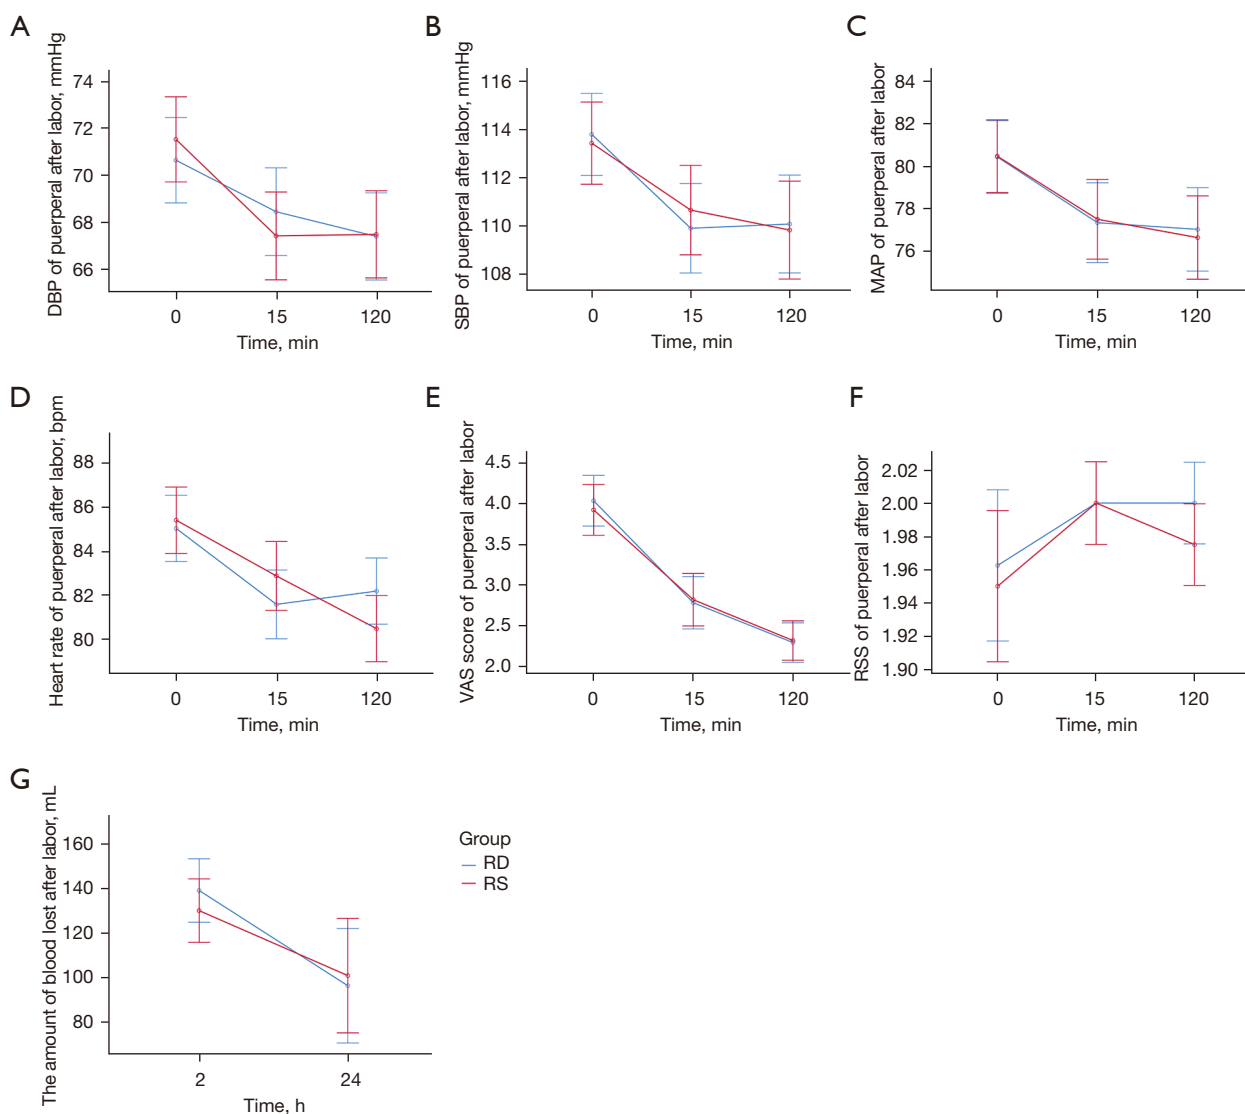 A
DBP of puerperal after labor, mmHg
74
72
70
68
66
0 15 120
Time, min
B
SBP of puerperal after labor, mmHg
116
114
112
110
108
0 15 120
Time, min
C
MAP of puerperal after labor
84
82
80
78
76
0 15 120
Time, min
D
Heart rate of puerperal after labor, bpm
88
86
84
82
80
0 15 120
Time, min
E
VAS score of puerperal after labor
4.5
4.0
3.5
3.0
2.5
2.0
0 15 120
Time, min
F
RSS of puerperal after labor
2.02
2.00
1.98
1.96
1.94
1.92
1.90
0 15 120
Time, min
G
The amount of blood lost after labor, mL
160
140
120
100
80
2 24
Time, h
Group
RD
RS